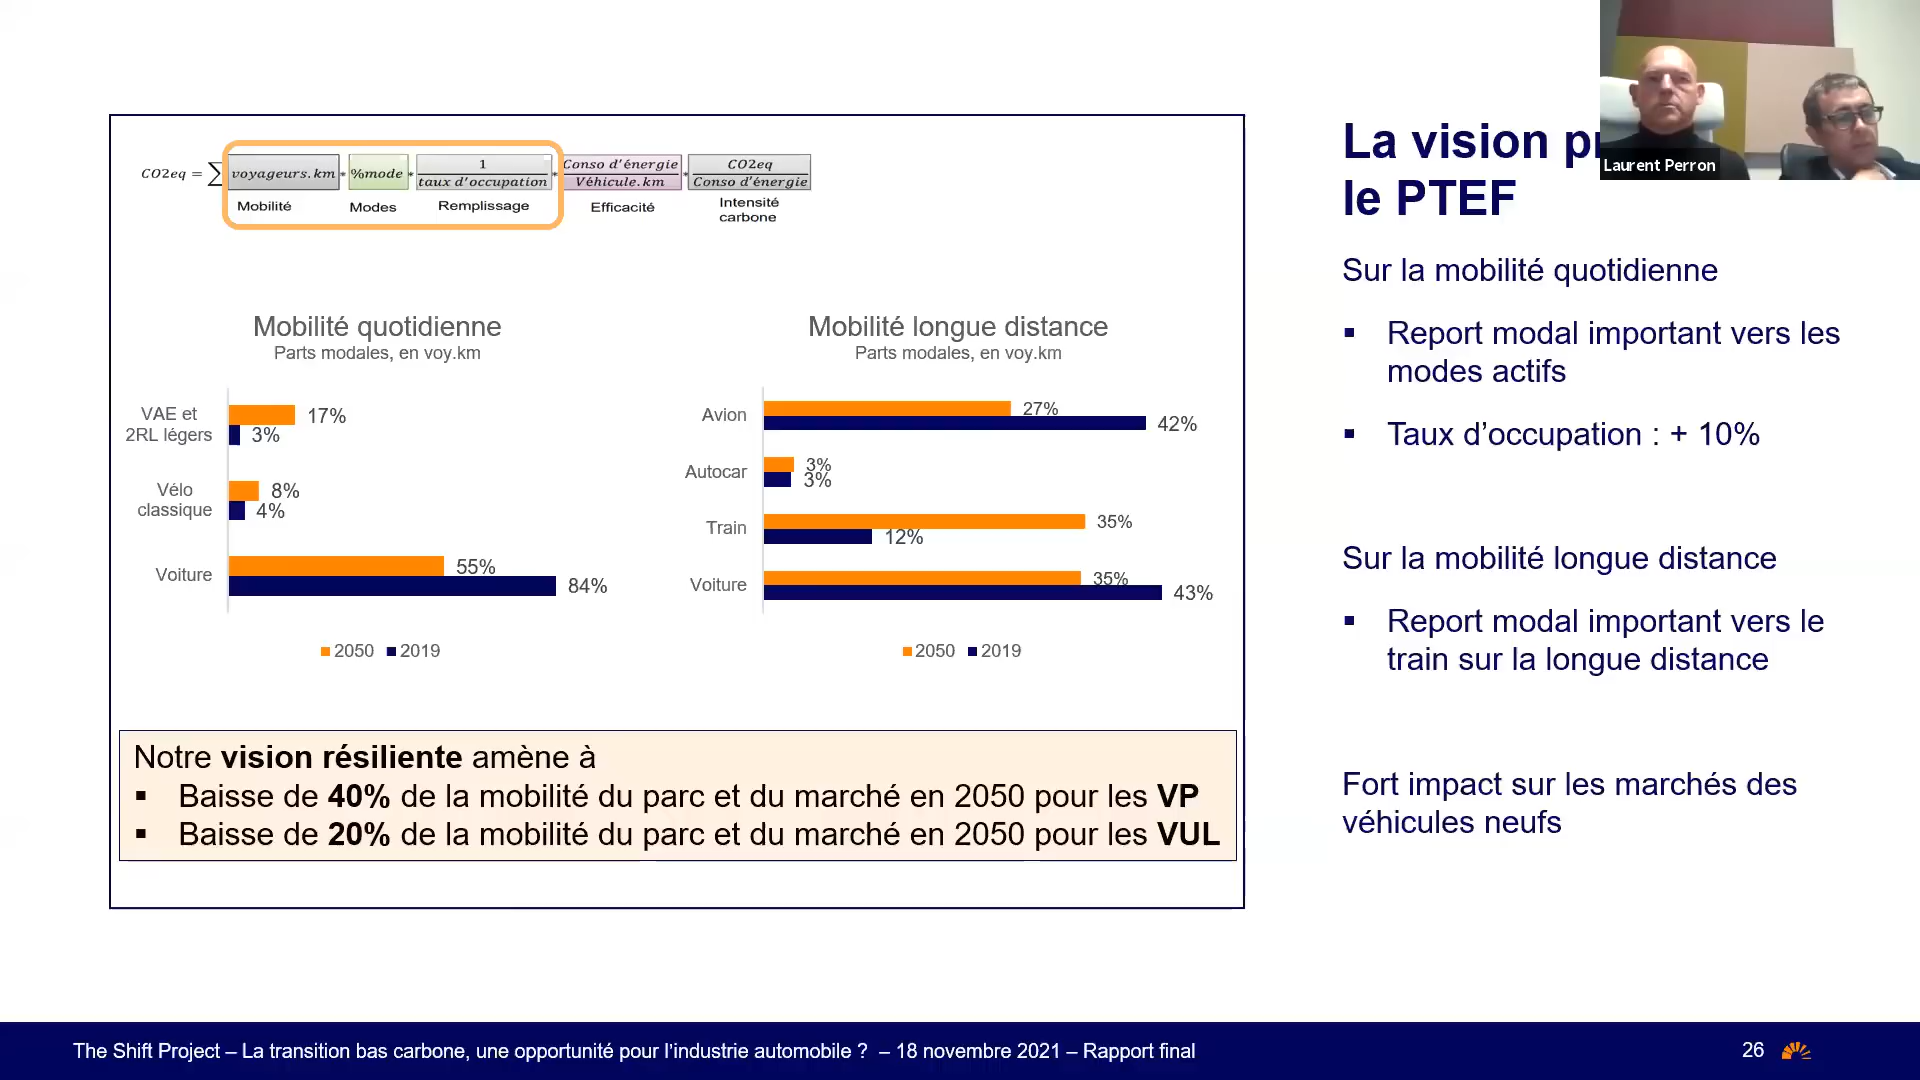 CO2eq = ∑ voyageurs.km * %mode * 1 / taux d'occupation * Conso d'énergie / Véhicule.km * CO2eq / Conso d'énergie
Mobilité Modes Remplissage Efficacité Intensité carbone
Mobilité quotidienne
Parts modales, en voy.km
VAE et
2RL légers
17%
3%
Vélo
classique
8%
4%
Voiture
55%
84%
2050 2019
Mobilité longue distance
Parts modales, en voy.km
Avion
27%
42%
Autocar
3%
3%
Train
35%
12%
Voiture
35%
43%
2050 2019
Notre vision résiliente amène à
▪ Baisse de 40% de la mobilité du parc et du marché en 2050 pour les VP
▪ Baisse de 20% de la mobilité du parc et du marché en 2050 pour les VUL
La vision
le PTEF
Laurent Perron
Sur la mobilité quotidienne
▪ Report modal important vers les
modes actifs
▪ Taux d'occupation : + 10%
Sur la mobilité longue distance
▪ Report modal important vers le
train sur la longue distance
Fort impact sur les marchés des
véhicules neufs
The Shift Project – La transition bas carbone, une opportunité pour l'industrie automobile ? – 18 novembre 2021 – Rapport final
26